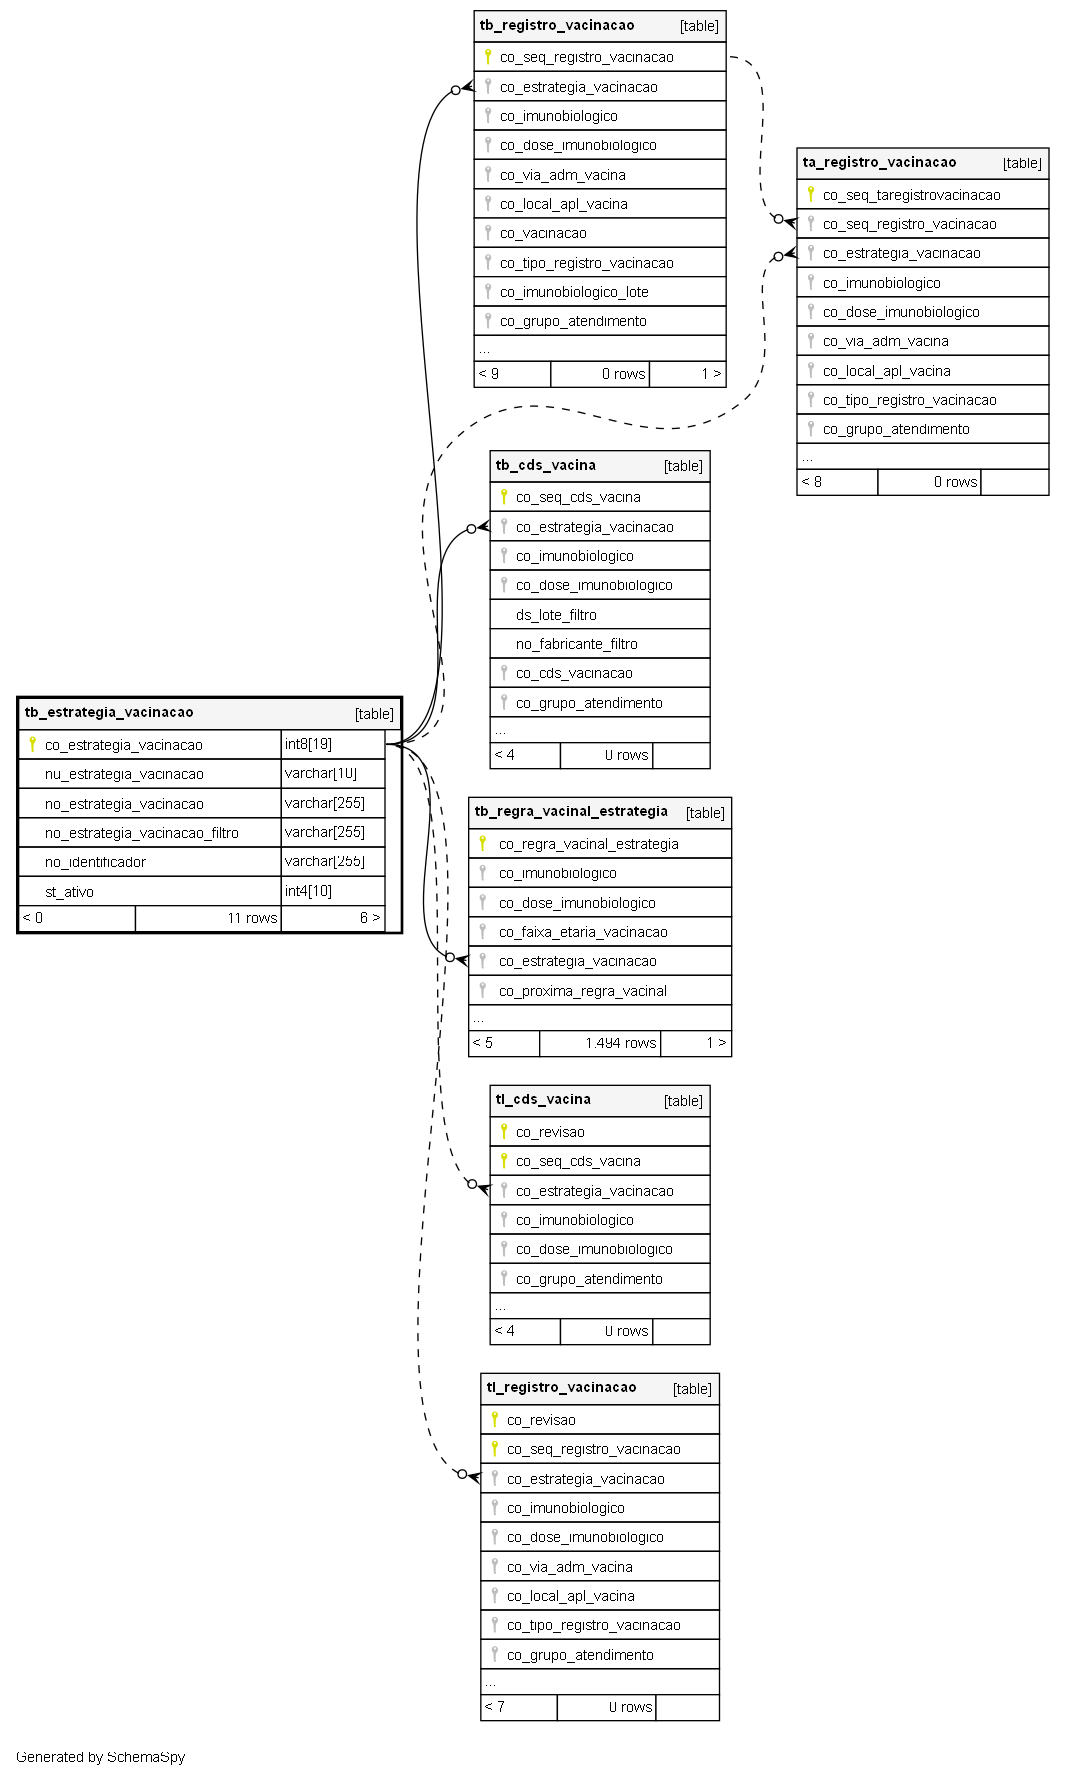 tb_registro_vacinacao [table]
co_seq_registro_vacinacao
co_estrategia_vacinacao
co_imunobiologico
co_dose_imunobiologico
co_via_adm_vacina
co_local_apl_vacina
co_vacinacao
co_tipo_registro_vacinacao
co_imunobiologico_lote
co_grupo_atendimento
...
< 9 0 rows 1 >
ta_registro_vacinacao [table]
co_seq_taregistrovacinacao
co_seq_registro_vacinacao
co_estrategia_vacinacao
co_imunobiologico
co_dose_imunobiologico
co_via_adm_vacina
co_local_apl_vacina
co_tipo_registro_vacinacao
co_grupo_atendimento
...
< 8 0 rows
tb_cds_vacina [table]
co_seq_cds_vacina
co_estrategia_vacinacao
co_imunobiologico
co_dose_imunobiologico
ds_lote_filtro
no_fabricante_filtro
co_cds_vacinacao
co_grupo_atendimento
...
< 4 0 rows
tb_estrategia_vacinacao [table]
co_estrategia_vacinacao int8[19]
nu_estrategia_vacinacao varchar[10]
no_estrategia_vacinacao varchar[255]
no_estrategia_vacinacao_filtro varchar[255]
no_identificador varchar[255]
st_ativo int4[10]
< 0 11 rows 6 >
tb_regra_vacinal_estrategia [table]
co_regra_vacinal_estrategia
co_imunobiologico
co_dose_imunobiologico
co_faixa_etaria_vacinacao
co_estrategia_vacinacao
co_proxima_regra_vacinal
...
< 5 1.494 rows 1 >
tl_cds_vacina [table]
co_revisao
co_seq_cds_vacina
co_estrategia_vacinacao
co_imunobiologico
co_dose_imunobiologico
co_grupo_atendimento
...
< 4 0 rows
tl_registro_vacinacao [table]
co_revisao
co_seq_registro_vacinacao
co_estrategia_vacinacao
co_imunobiologico
co_dose_imunobiologico
co_via_adm_vacina
co_local_apl_vacina
co_tipo_registro_vacinacao
co_grupo_atendimento
...
< 7 0 rows
Generated by SchemaSpy